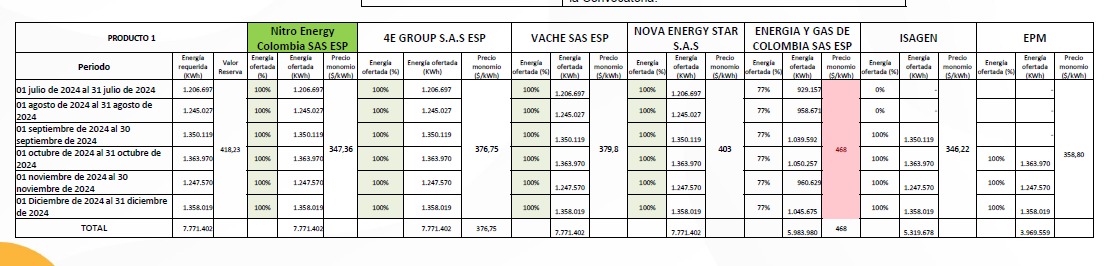 la Convocatoria.
PRODUCTO 1
Nitro Energy Colombia SAS ESP
4E GROUP S.A.S ESP
VACHE SAS ESP
NOVA ENERGY STAR S.A.S
ENERGIA Y GAS DE COLOMBIA SAS ESP
ISAGEN
EPM
Periodo
Energía requerida (KWh)
Valor Reserva
Energía ofertada (%)
Energía ofertada (KWh)
Precio monomio ($/kWh)
Energía ofertada (%)
Energía ofertada (KWh)
Precio monomio ($/kWh)
Energía ofertada (%)
Energía ofertada (KWh)
Precio monomio ($/kWh)
Energía ofertada (%)
Energía ofertada (KWh)
Precio monomio ($/kWh)
Energía ofertada (%)
Energía ofertada (KWh)
Precio monomio ($/kWh)
Energía ofertada (%)
Energía ofertada (KWh)
Precio monomio ($/kWh)
Energía ofertada (%)
Energía ofertada (KWh)
Precio monomio ($/kWh)
01 julio de 2024 al 31 julio de 2024 1.206.697 100% 1.206.697 100% 1.206.697 100% 1.206.697 100% 1.206.697 77% 929.157 0% - -
01 agosto de 2024 al 31 agosto de 2024 1.245.027 100% 1.245.027 100% 1.245.027 100% 1.245.027 100% 1.245.027 77% 958.671 0% - -
01 septiembre de 2024 al 30 septiembre de 2024 1.350.119 100% 1.350.119 100% 1.350.119 100% 1.350.119 100% 1.350.119 77% 1.039.592 100% 1.350.119 -
418,23 347,36 376,75 379,8 403 468 346,22 358,80
01 octubre de 2024 al 31 octubre de 2024 1.363.970 100% 1.363.970 100% 1.363.970 100% 1.363.970 100% 1.363.970 77% 1.050.257 100% 1.363.970 100% 1.363.970
01 noviembre de 2024 al 30 noviembre de 2024 1.247.570 100% 1.247.570 100% 1.247.570 100% 1.247.570 100% 1.247.570 77% 960.629 100% 1.247.570 100% 1.247.570
01 Diciembre de 2024 al 31 diciembre de 2024 1.358.019 100% 1.358.019 100% 1.358.019 100% 1.358.019 100% 1.358.019 77% 1.045.675 100% 1.358.019 100% 1.358.019
TOTAL 7.771.402 7.771.402 7.771.402 376,75 7.771.402 7.771.402 5.983.980 468 5.319.678 3.969.559